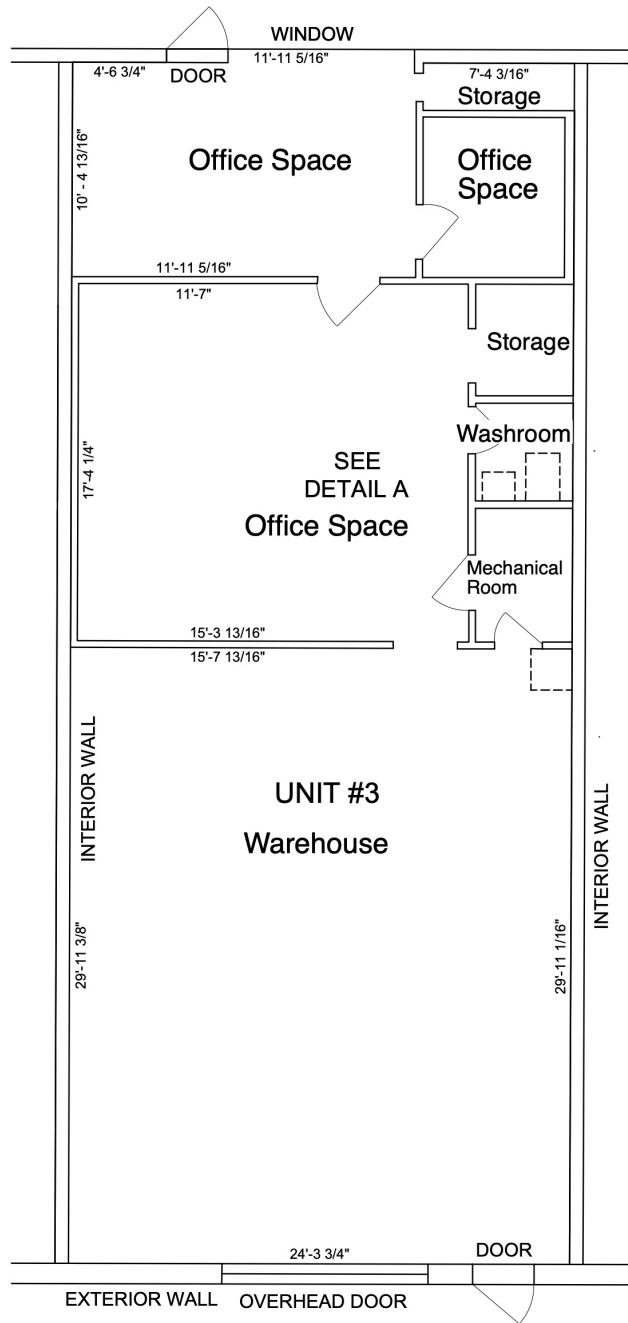 WINDOW
11'-11 5/16"
4'-6 3/4"
DOOR
7'-4 3/16"
Storage
10' - 4 13/16"
Office Space
Office
Space
11'-11 5/16"
11'-7"
Storage
17'-4 1/4"
Washroom
SEE
DETAIL A
Office Space
Mechanical
Room
15'-3 13/16"
15'-7 13/16"
INTERIOR WALL
UNIT #3
Warehouse
INTERIOR WALL
29'-11 3/8"
29'-11 1/16"
24'-3 3/4"
DOOR
EXTERIOR WALL
OVERHEAD DOOR